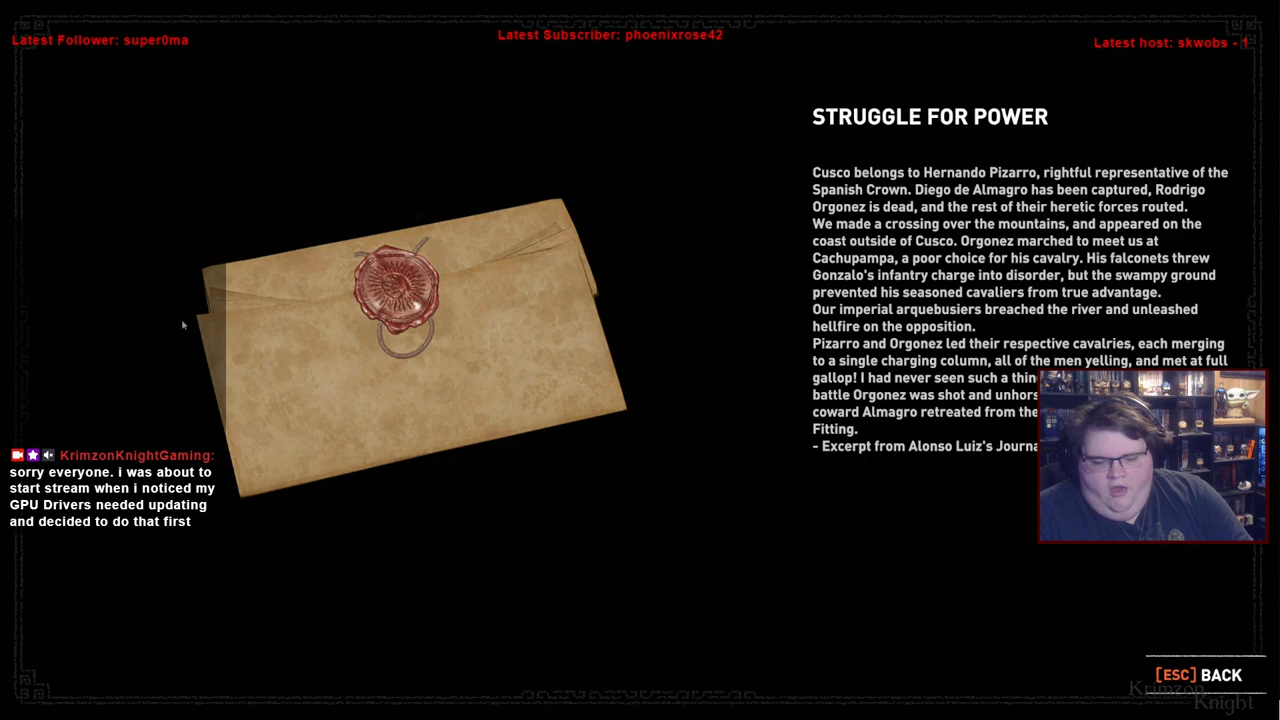 Latest Follower: super0ma
Latest Subscriber: phoenixrose42
Latest host: skwobs - 1
STRUGGLE FOR POWER
Cusco belongs to Hernando Pizarro, rightful representative of the
Spanish Crown. Diego de Almagro has been captured, Rodrigo
Orgonez is dead, and the rest of their heretic forces routed.
We made a crossing over the mountains, and appeared on the
coast outside of Cusco. Orgonez marched to meet us at
Cachupampa, a poor choice for his cavalry. His falconets threw
Gonzalo's infantry charge into disorder, but the swampy ground
prevented his seasoned cavaliers from true advantage.
Our imperial arquebusiers breached the river and unleashed
hellfire on the opposition.
Pizarro and Orgonez led their respective cavalries, each merging
to a single charging column, all of the men yelling, and met at full
gallop! I had never seen such a
battle Orgonez was shot and
coward Almagro retreated from the
Fitting.
- Excerpt from Alonso Luiz's
KrimzonKnightGaming:
sorry everyone. i was about to
start stream when i noticed my
GPU Drivers needed updating
and decided to do that first
[ESC] BACK
Krimzon
Knight